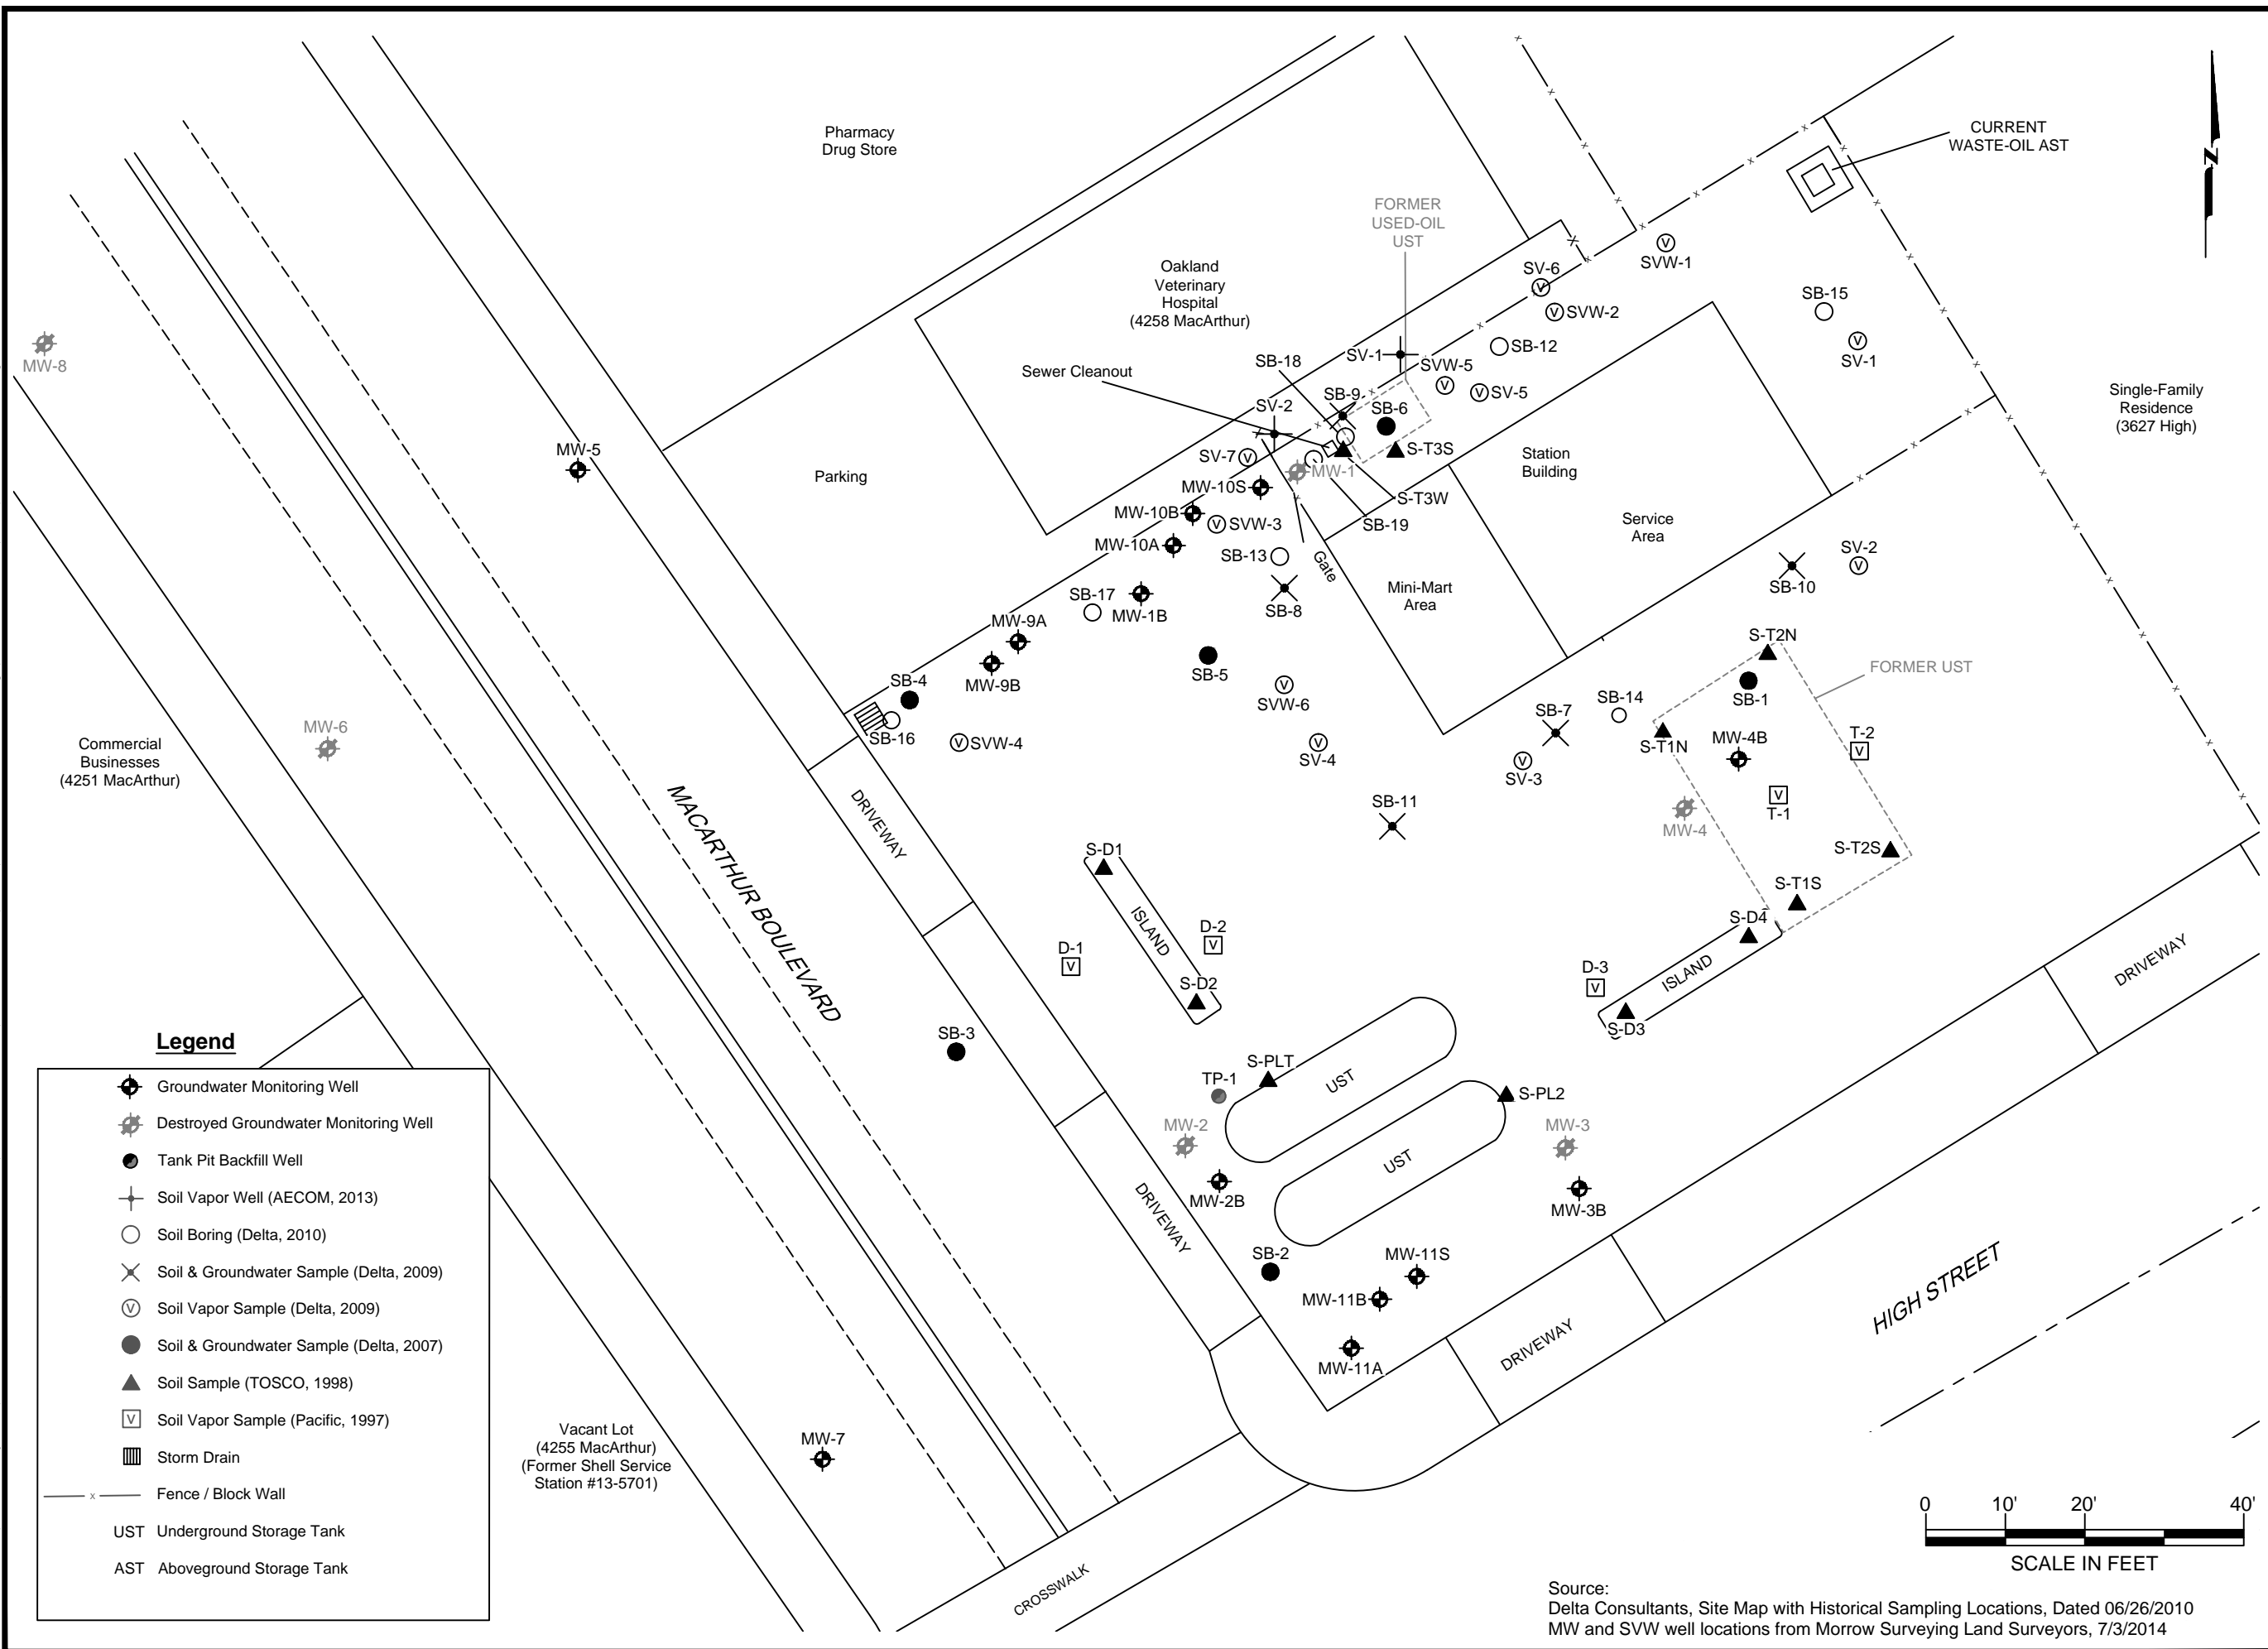 Pharmacy
Drug Store
CURRENT
WASTE-OIL AST
N
FORMER
USED-OIL
UST
Oakland
Veterinary
Hospital
(4258 MacArthur)
SVW-1
SV-6
SVW-2
SB-15
SV-1
SB-12
MW-8
Sewer Cleanout
SB-18
SV-1
SVW-5
SV-5
SB-9
SB-6
SV-2
Single-Family
Residence
(3627 High)
MW-5
Parking
SV-7
MW-1
S-T3S
Station
Building
MW-10S
S-T3W
MW-10B
SVW-3
SB-19
Service
Area
MW-10A
SB-13
Gate
SV-2
SB-10
SB-17
MW-1B
SB-8
Mini-Mart
Area
MW-9A
MW-9B
SB-5
S-T2N
FORMER UST
SB-4
SVW-6
SB-14
SB-1
SB-7
MW-6
SB-16
SVW-4
SV-4
SV-3
S-T1N
MW-4B
T-2
Commercial
Businesses
(4251 MacArthur)
MACARTHUR BOULEVARD
DRIVEWAY
SB-11
MW-4
T-1
S-D1
S-T2S
ISLAND
S-T1S
D-1
D-2
S-D4
S-D2
D-3
ISLAND
DRIVEWAY
S-D3
SB-3
S-PLT
UST
TP-1
S-PL2
MW-2
UST
MW-3
MW-2B
MW-3B
DRIVEWAY
SB-2
MW-11S
MW-11B
HIGH STREET
MW-11A
DRIVEWAY
Vacant Lot
(4255 MacArthur)
(Former Shell Service
Station #13-5701)
MW-7
CROSSWALK
Legend
Groundwater Monitoring Well
Destroyed Groundwater Monitoring Well
Tank Pit Backfill Well
Soil Vapor Well (AECOM, 2013)
Soil Boring (Delta, 2010)
Soil & Groundwater Sample (Delta, 2009)
V Soil Vapor Sample (Delta, 2009)
Soil & Groundwater Sample (Delta, 2007)
Soil Sample (TOSCO, 1998)
V Soil Vapor Sample (Pacific, 1997)
Storm Drain
x Fence / Block Wall
UST Underground Storage Tank
AST Aboveground Storage Tank
0 10' 20' 40'
SCALE IN FEET
Source:
Delta Consultants, Site Map with Historical Sampling Locations, Dated 06/26/2010
MW and SVW well locations from Morrow Surveying Land Surveyors, 7/3/2014